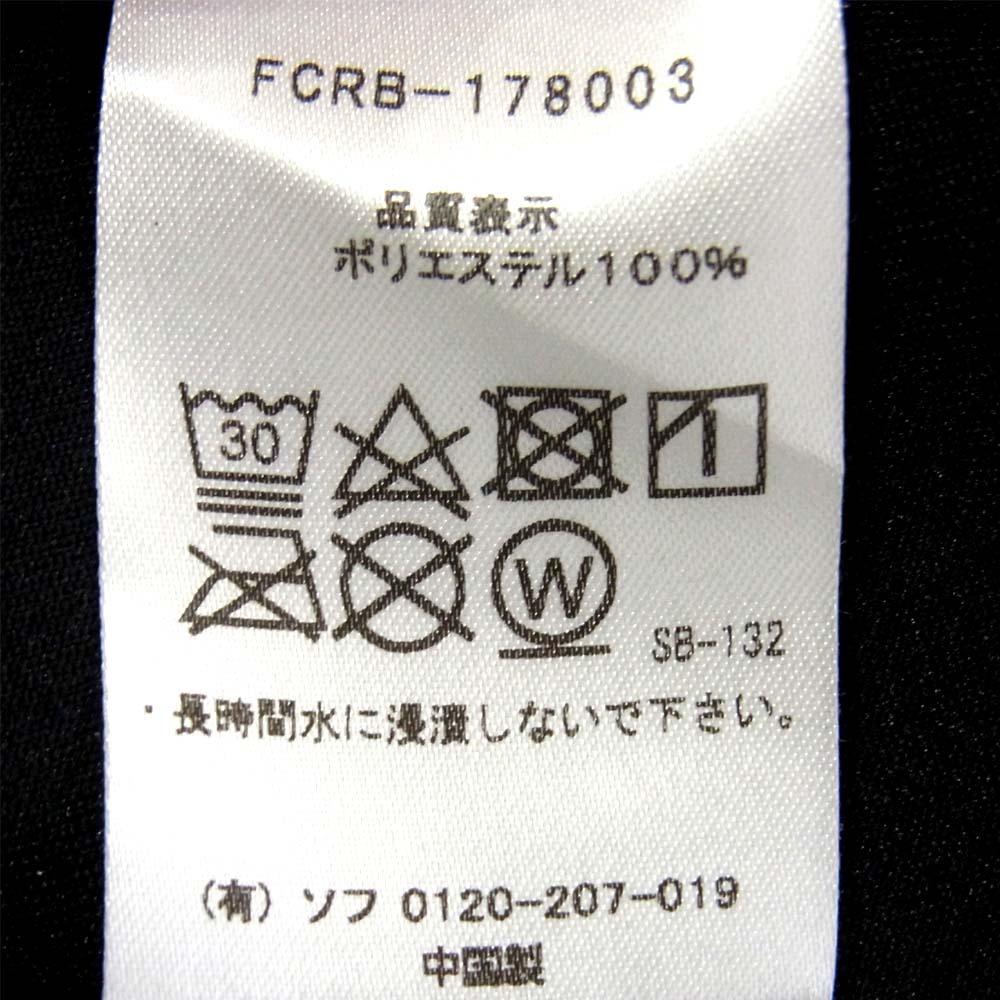 FCRB-178003
品質表示
ポリエステル100%
30
W
SB-132
・長時間水に浸漬しないで下さい。
(有)ソフ 0120-207-019
中国製